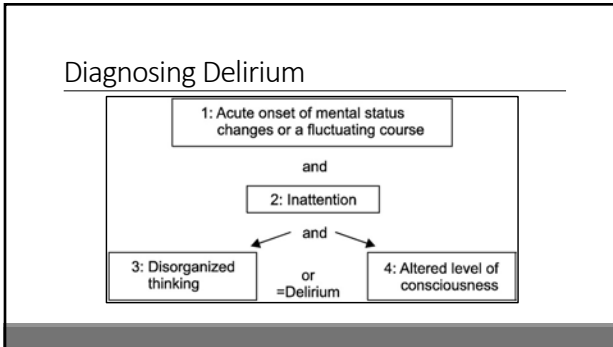 Diagnosing Delirium
1: Acute onset of mental status
changes or a fluctuating course
and
2: Inattention
and
3: Disorganized
thinking
or
=Delirium
4: Altered level of
consciousness